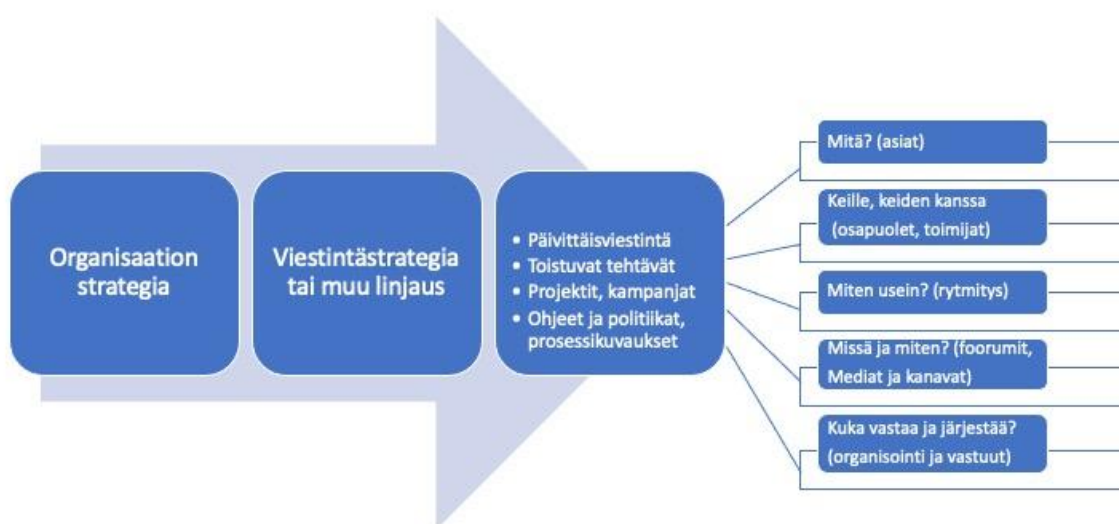 Organisaation
strategia
Viestintästrategia
tai muu linjaus
• Päivittäisviestintä
• Toistuvat tehtävät
• Projektit, kampanjat
• Ohjeet ja politiikat,
prosessikuvaukset
Mitä? (asiat)
Keille, keiden kanssa
(osapuolet, toimijat)
Miten usein? (rytmitys)
Missä ja miten? (foorumit,
Mediat ja kanavat)
Kuka vastaa ja järjestää?
(organisointi ja vastuut)